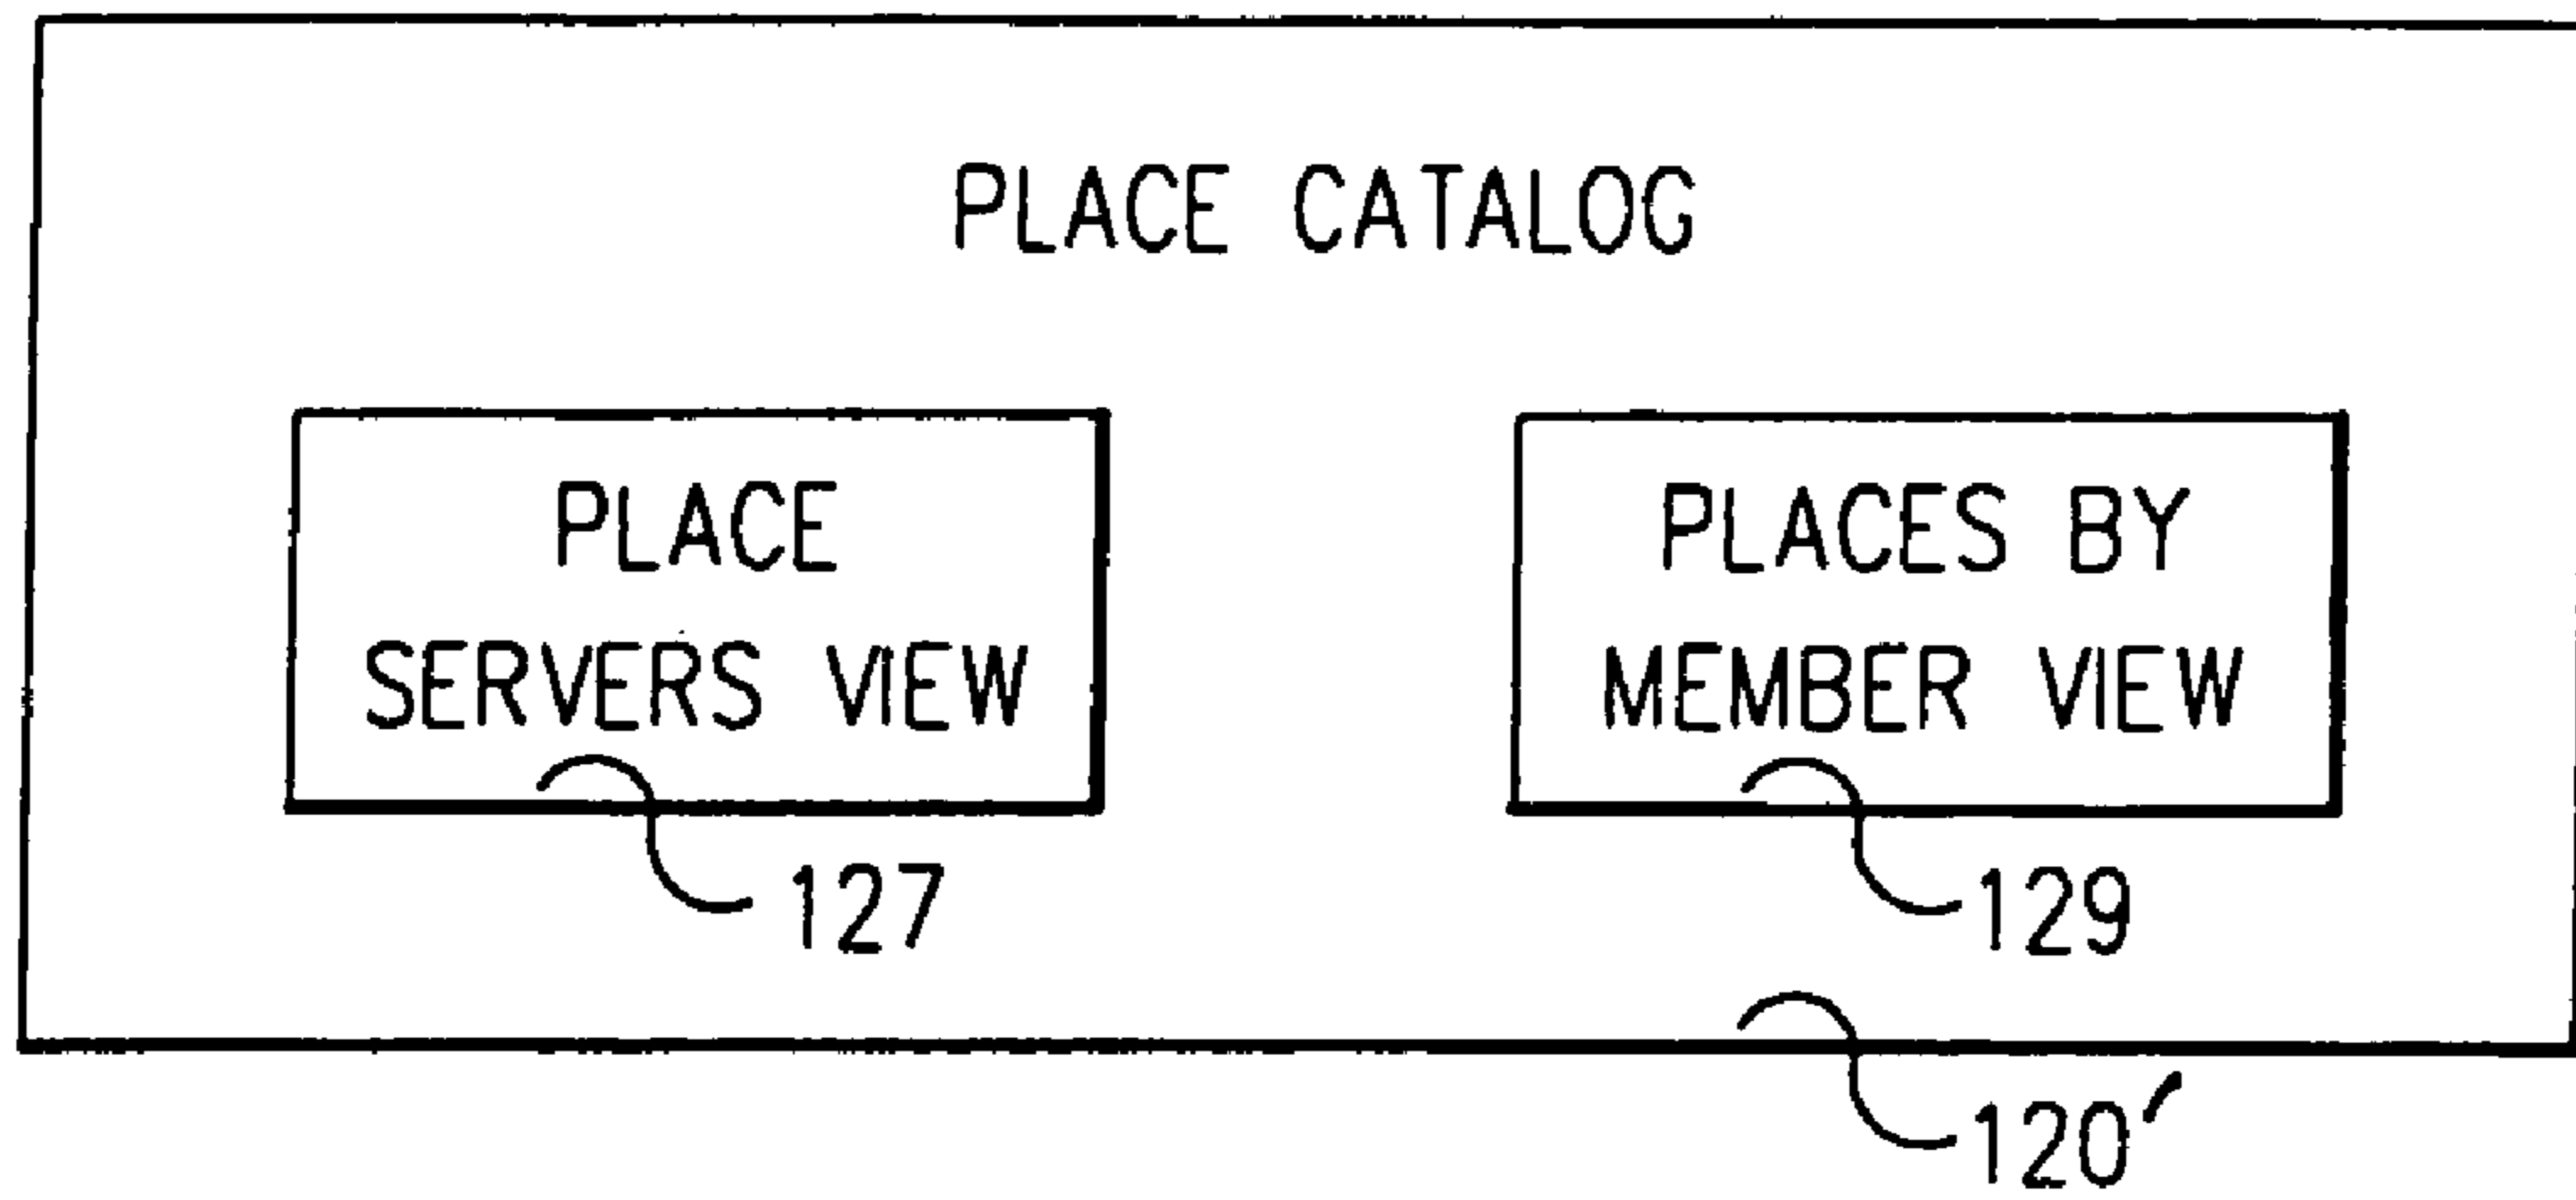 PLACE CATALOG
PLACE
SERVERS VIEW
127
PLACES BY
MEMBER VIEW
129
120′